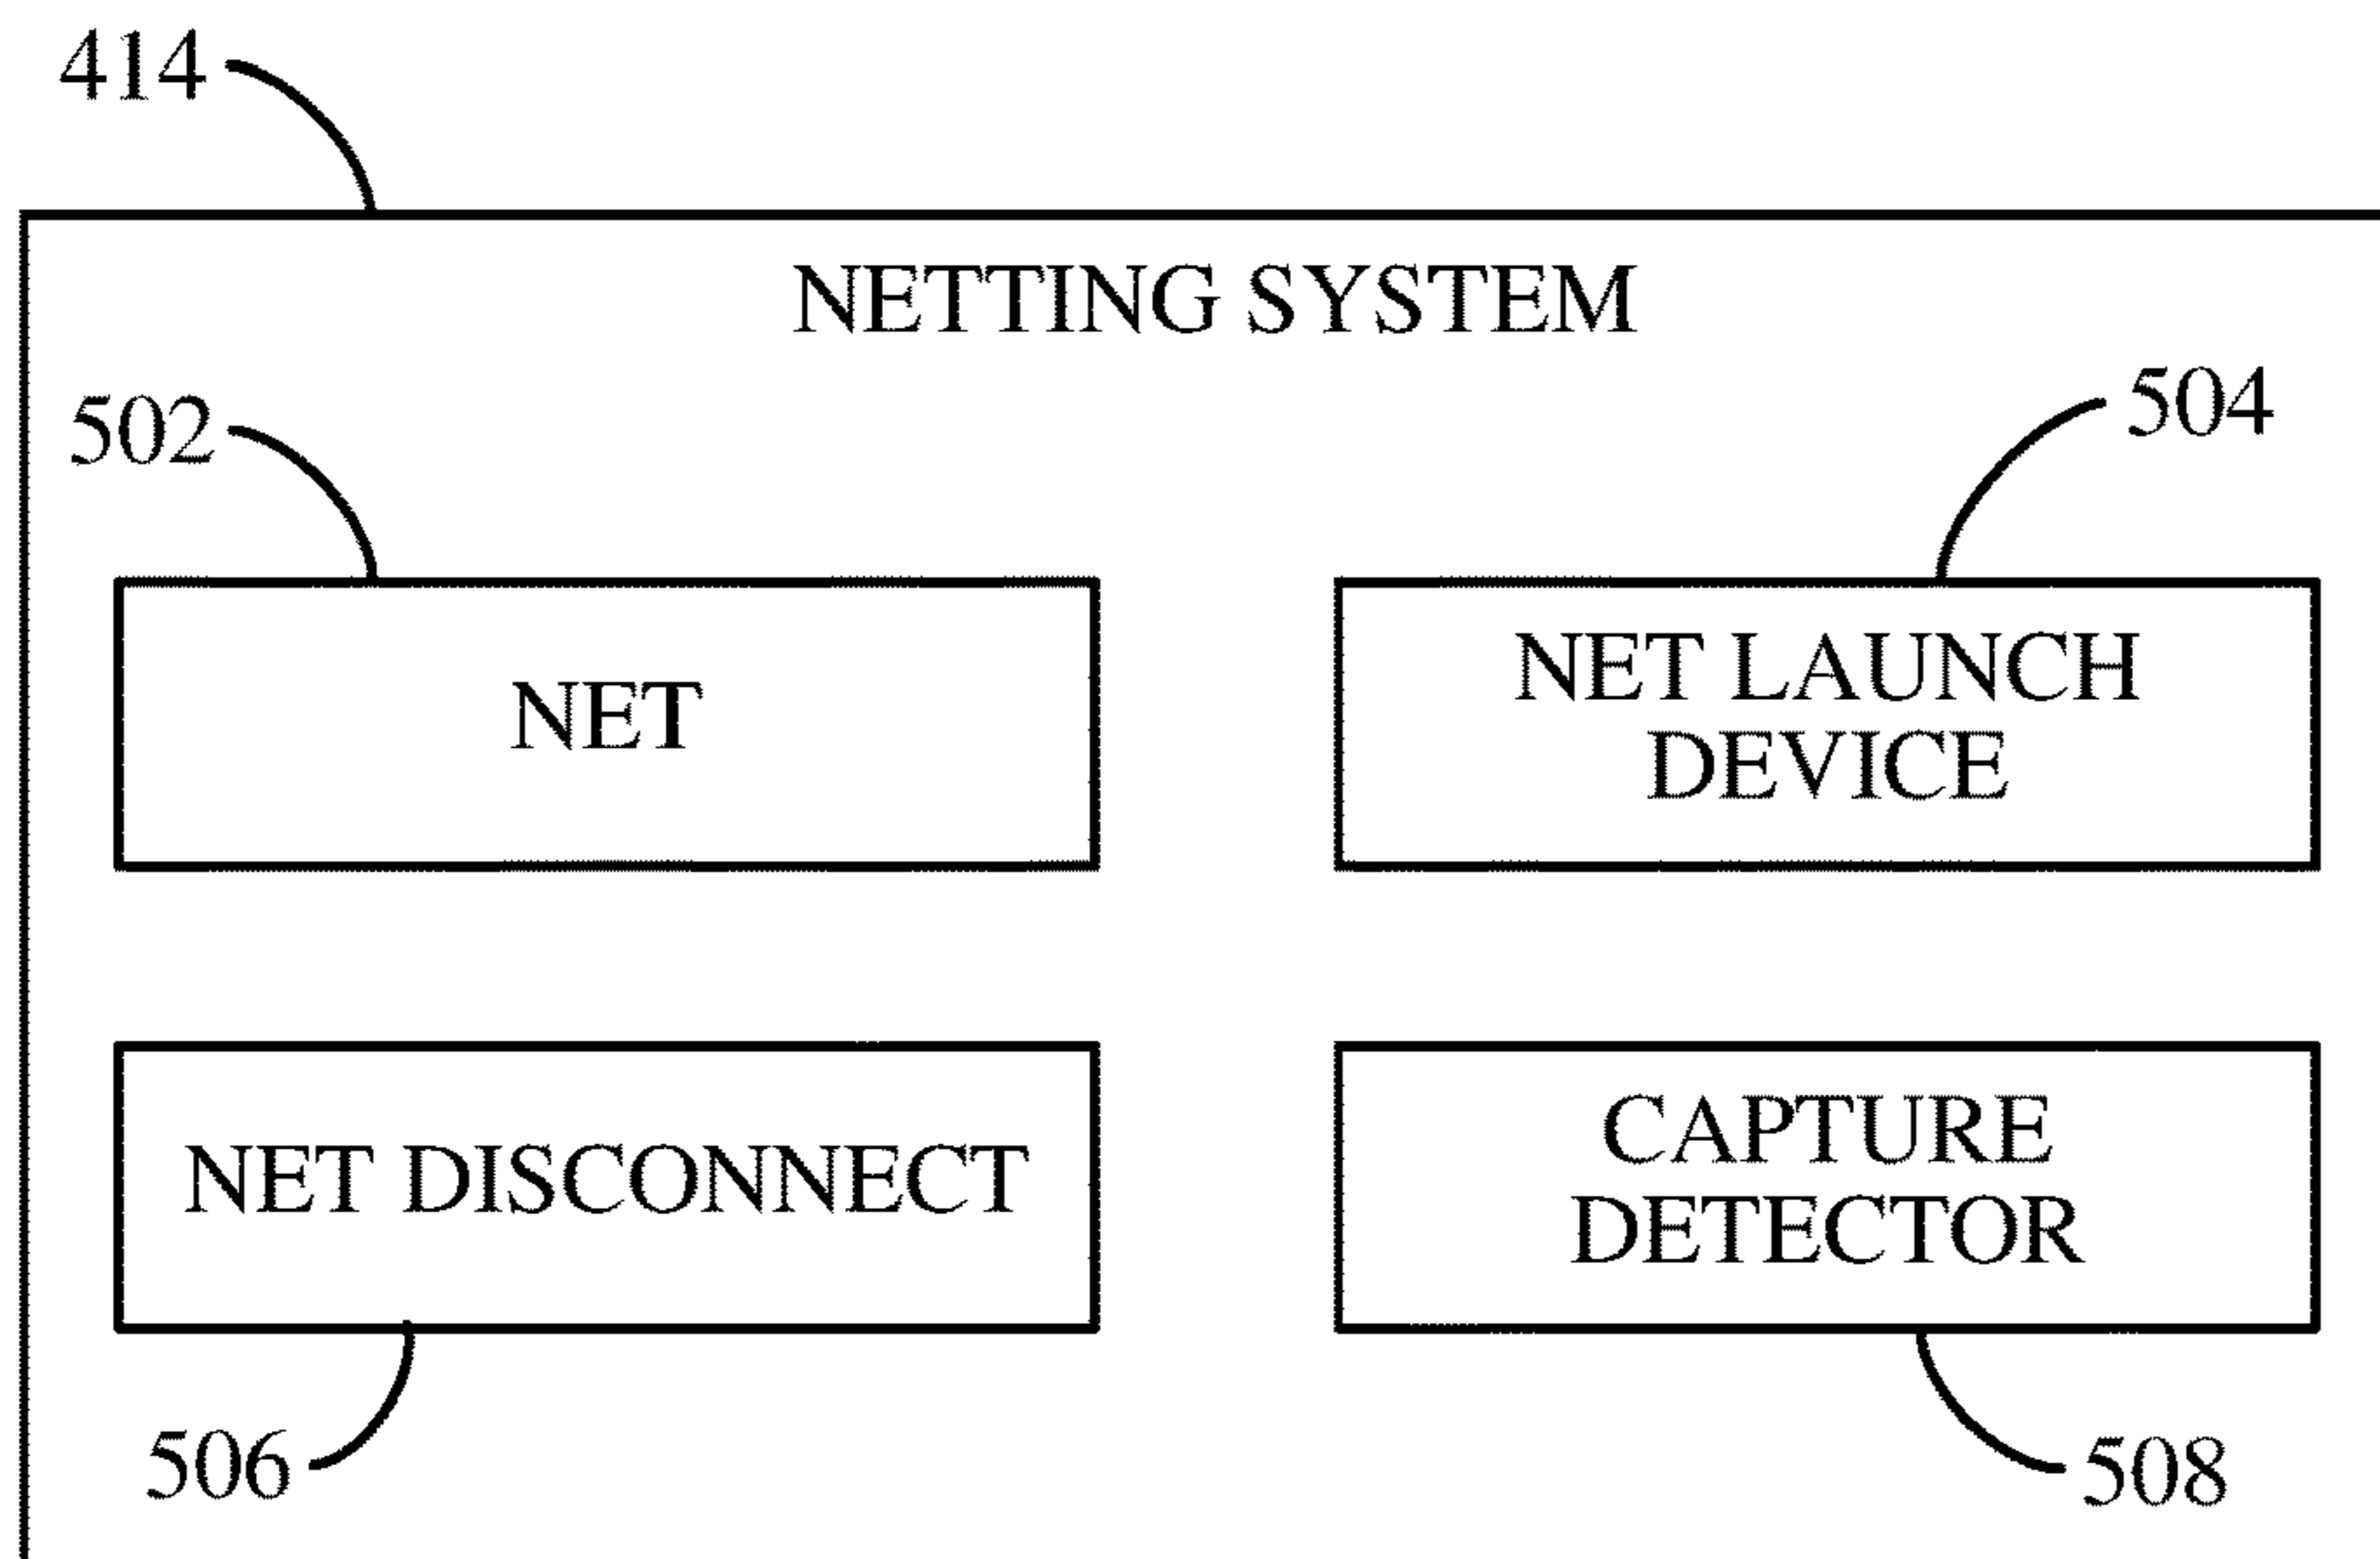 414
NETTING SYSTEM
502
504
NET
NET LAUNCH
DEVICE
NET DISCONNECT
CAPTURE
DETECTOR
506
508